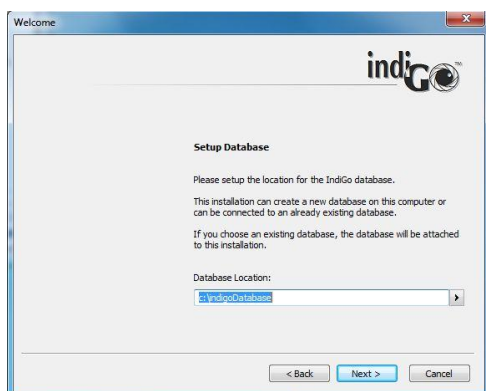 Welcome
indiGo™
Setup Database
Please setup the location for the IndiGo database.
This installation can create a new database on this computer or
can be connected to an already existing database.
If you choose an existing database, the database will be attached
to this installation.
Database Location:
c:\indigoDatabase
< Back Next > Cancel